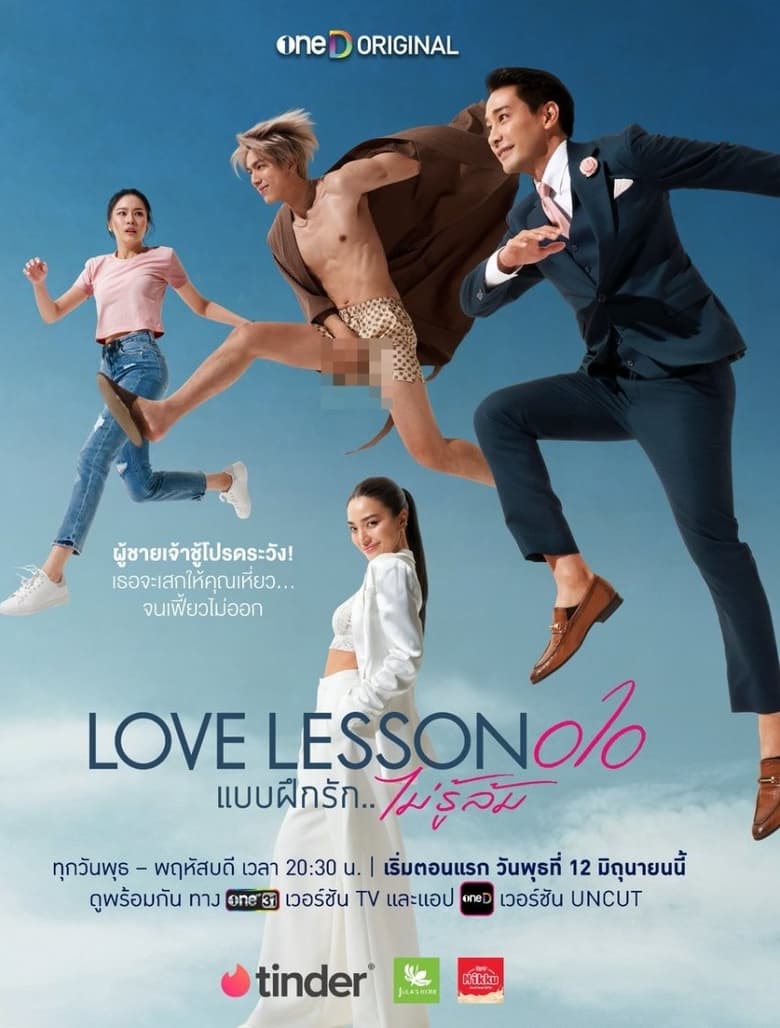 oneD ORIGINAL
ผู้ชายเจ้าชู้โปรดระวัง!
เธอจะเสกให้คุณเหี่ยว...
จนเฟี้ยวไม่ออก
LOVE LESSON 010
แบบฝึกรัก.. ไม่รู้ล้ม
ทุกวันพุธ – พฤหัสบดี เวลา 20:30 น. | เริ่มตอนแรก วันพุธที่ 12 มิถุนายนนี้
ดูพร้อมกัน ทาง one 31 เวอร์ชัน TV และแอป oneD เวอร์ชัน UNCUT
tinder®
JULA'S HERB
Mikku